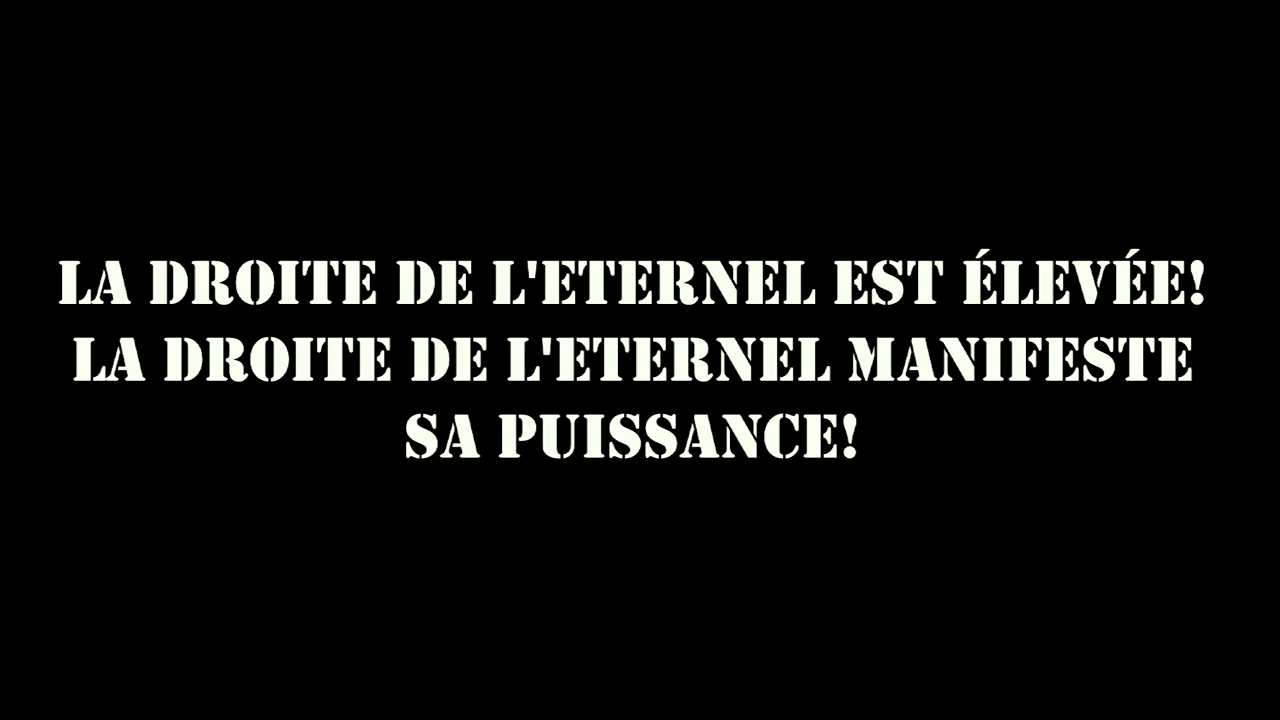 LA DROITE DE L'ETERNEL EST ÉLEVÉE!
LA DROITE DE L'ETERNEL MANIFESTE
SA PUISSANCE!